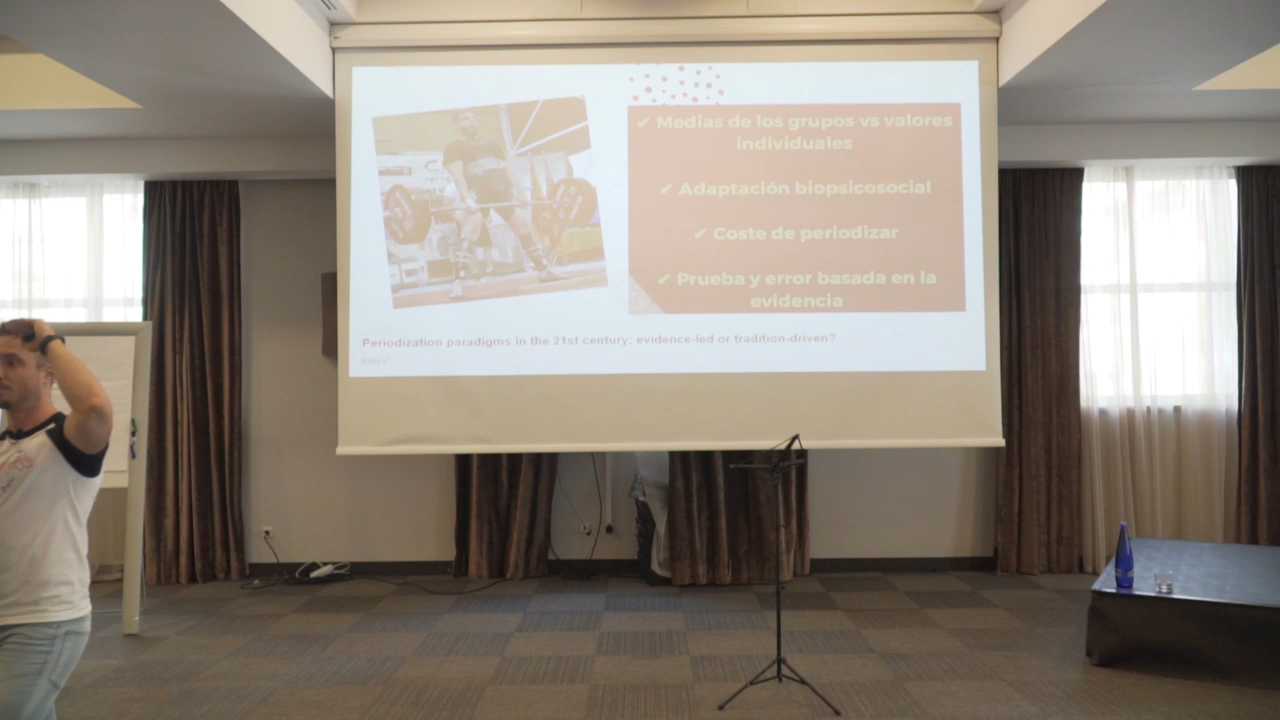 ✔ Medias de los grupos vs valores
individuales
✔ Adaptación biopsicosocial
✔ Coste de periodizar
✔ Prueba y error basada en la
evidencia
Periodization paradigms in the 21st century: evidence-led or tradition-driven?